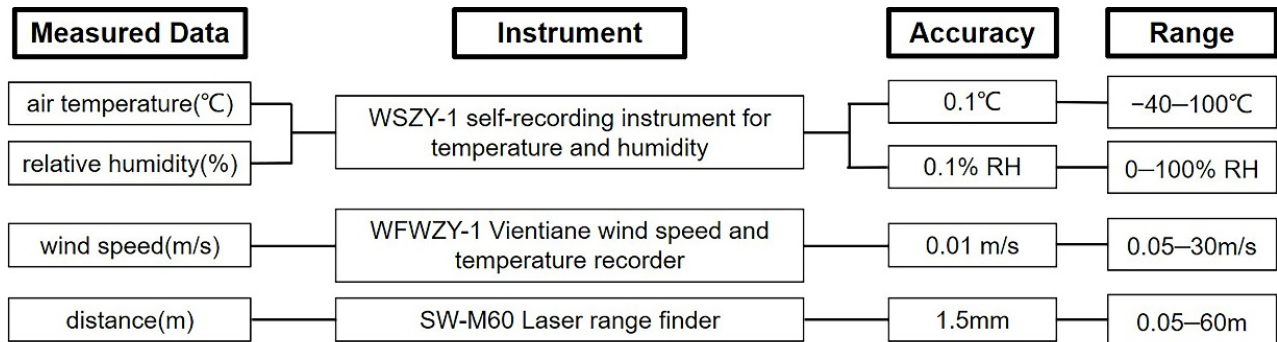 Measured Data
Instrument
Accuracy
Range
air temperature(℃)
relative humidity(%)
WSZY-1 self-recording instrument for
temperature and humidity
0.1℃
−40–100℃
0.1% RH
0–100% RH
wind speed(m/s)
WFWZY-1 Vientiane wind speed and
temperature recorder
0.01 m/s
0.05–30m/s
distance(m)
SW-M60 Laser range finder
1.5mm
0.05–60m